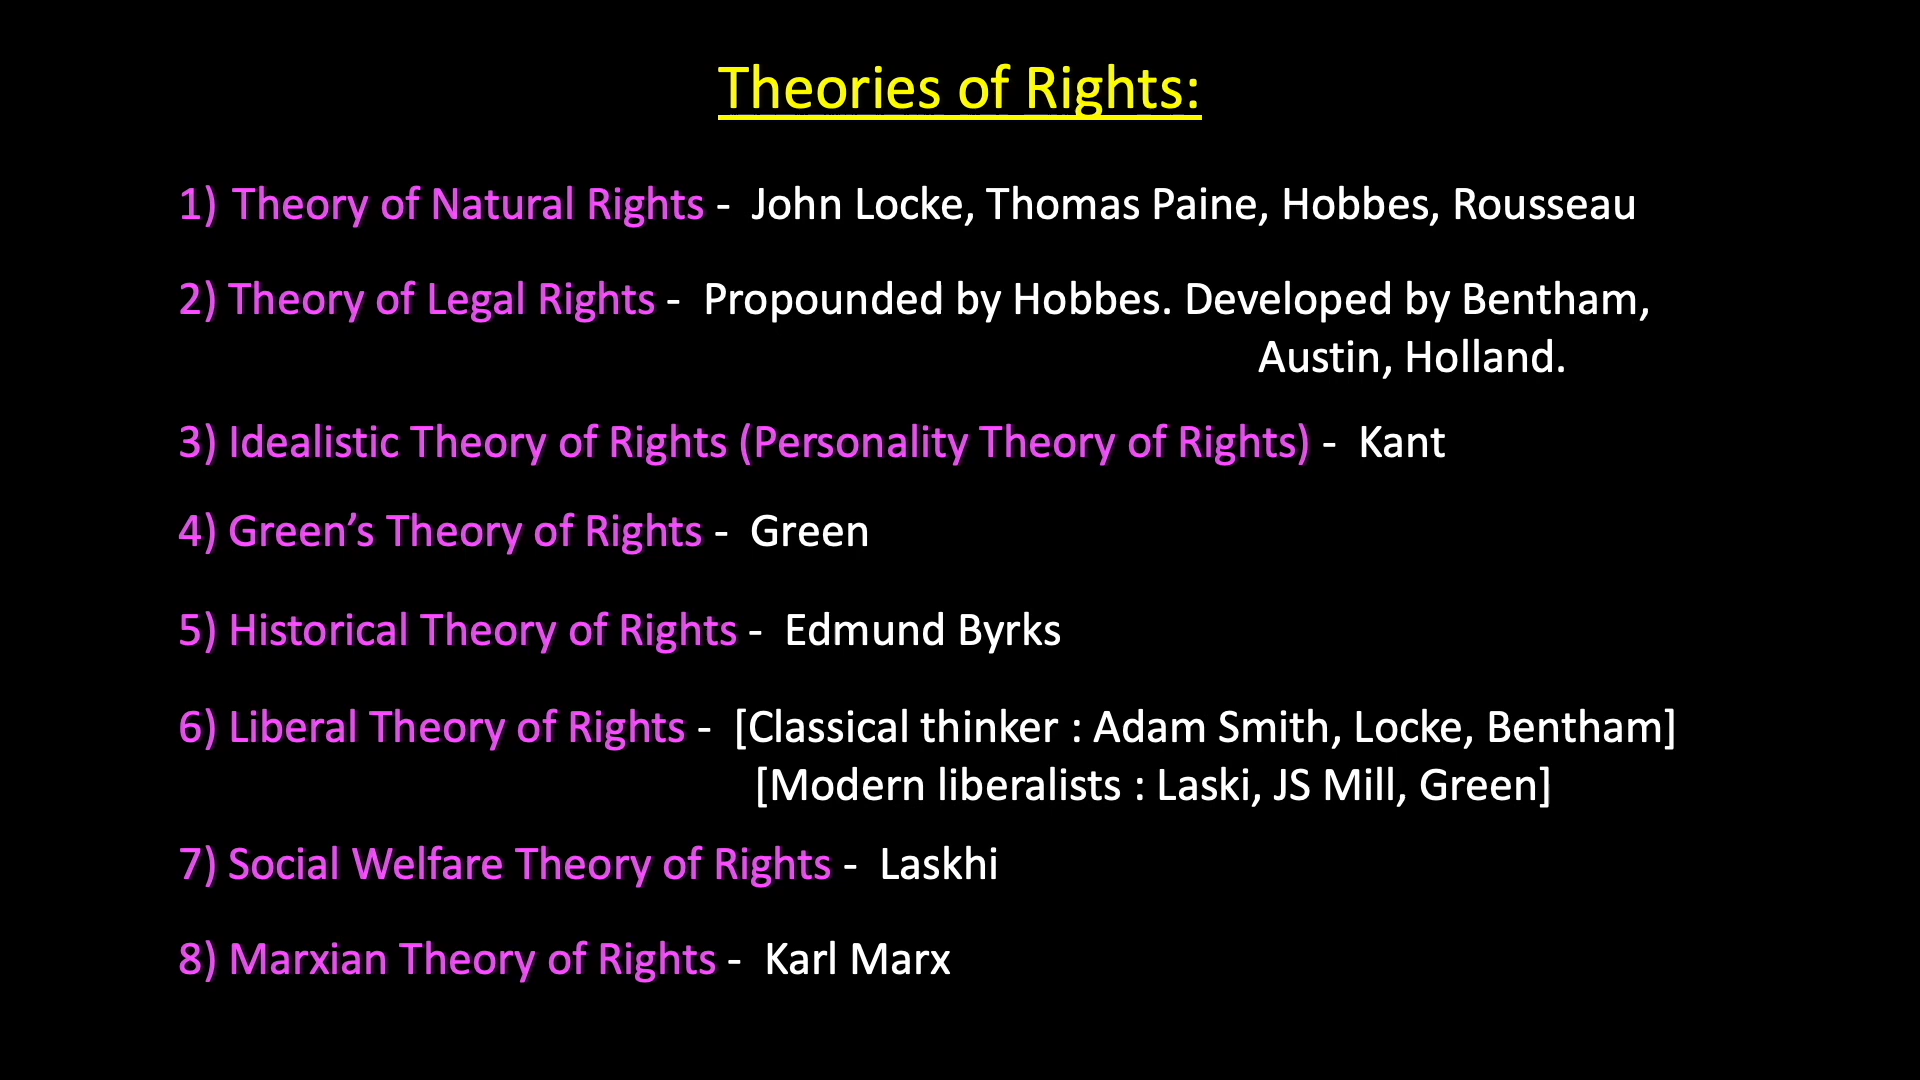 Theories of Rights:
1) Theory of Natural Rights - John Locke, Thomas Paine, Hobbes, Rousseau
2) Theory of Legal Rights - Propounded by Hobbes. Developed by Bentham,
Austin, Holland.
3) Idealistic Theory of Rights (Personality Theory of Rights) - Kant
4) Green’s Theory of Rights - Green
5) Historical Theory of Rights - Edmund Byrks
6) Liberal Theory of Rights - [Classical thinker : Adam Smith, Locke, Bentham]
[Modern liberalists : Laski, JS Mill, Green]
7) Social Welfare Theory of Rights - Laskhi
8) Marxian Theory of Rights - Karl Marx